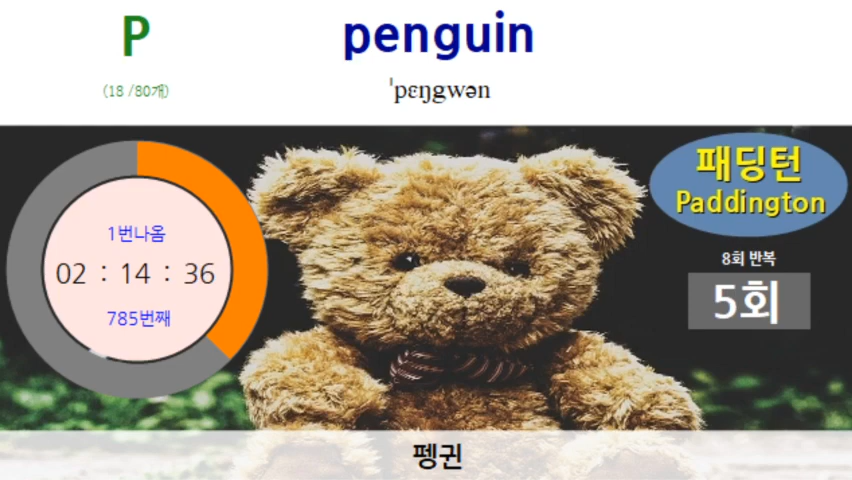 P
(18 /80개)
penguin
ˈpɛŋgwən
1번나옴
02 : 14 : 36
785번째
패딩턴
Paddington
8회 반복
5회
펭귄